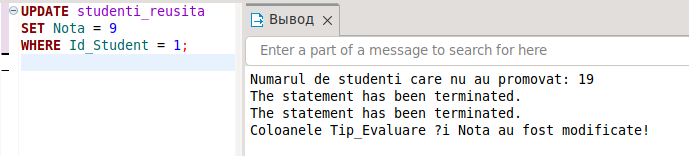 UPDATE studenti_reusita
SET Nota = 9
WHERE Id_Student = 1;
Вывод
Enter a part of a message to search for here
Numarul de studenti care nu au promovat: 19
The statement has been terminated.
The statement has been terminated.
Coloanele Tip_Evaluare ?i Nota au fost modificate!